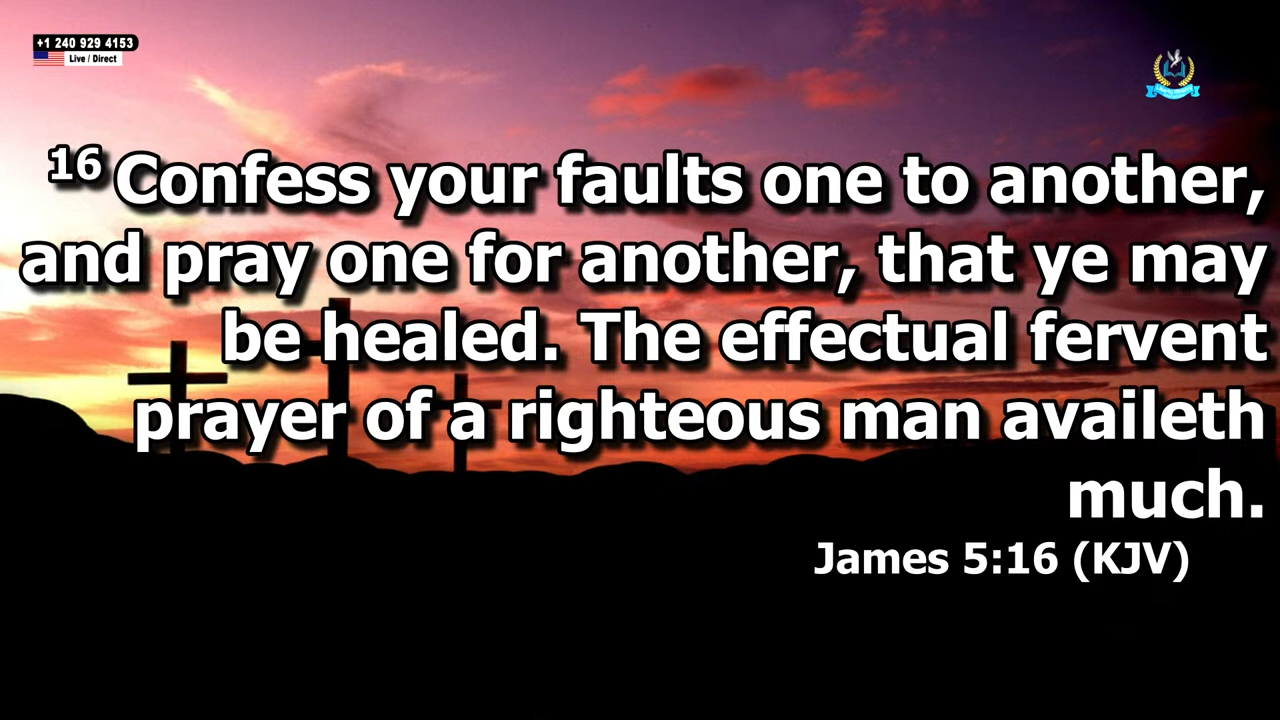 +1 240 929 4153
Live / Direct
16 Confess your faults one to another,
and pray one for another, that ye may
be healed. The effectual fervent
prayer of a righteous man availeth
much.
James 5:16 (KJV)